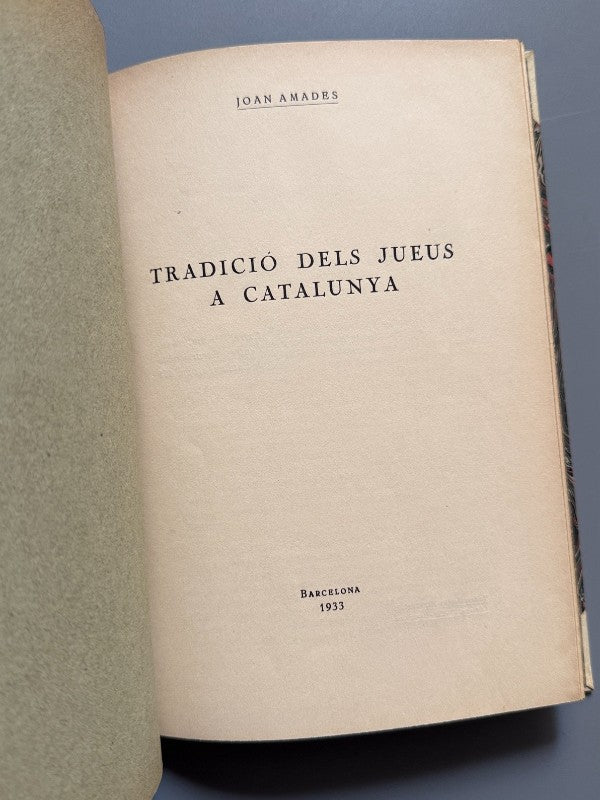 JOAN AMADES
TRADICIÓ DELS JUEUS
A CATALUNYA
BARCELONA
1933